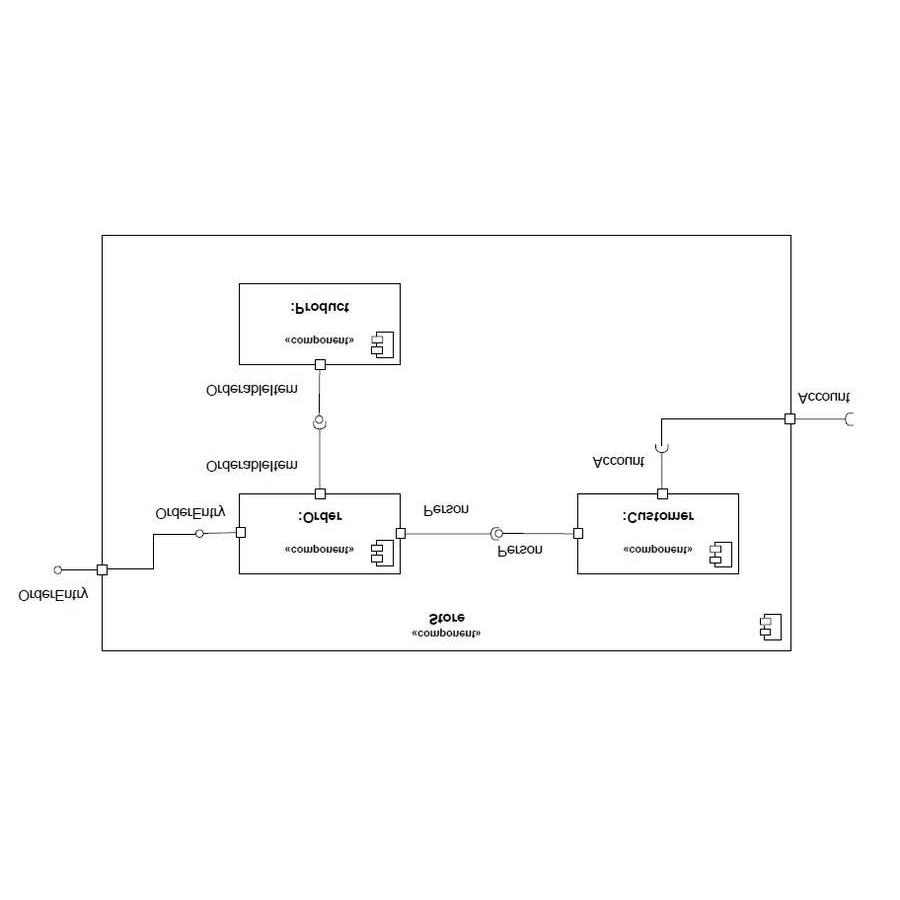 «component»
Store
OrderEntry
«component»
:Order
«component»
:Customer
Person
OrderEntry
Person
OrderableItem
Account
Account
OrderableItem
«component»
:Product